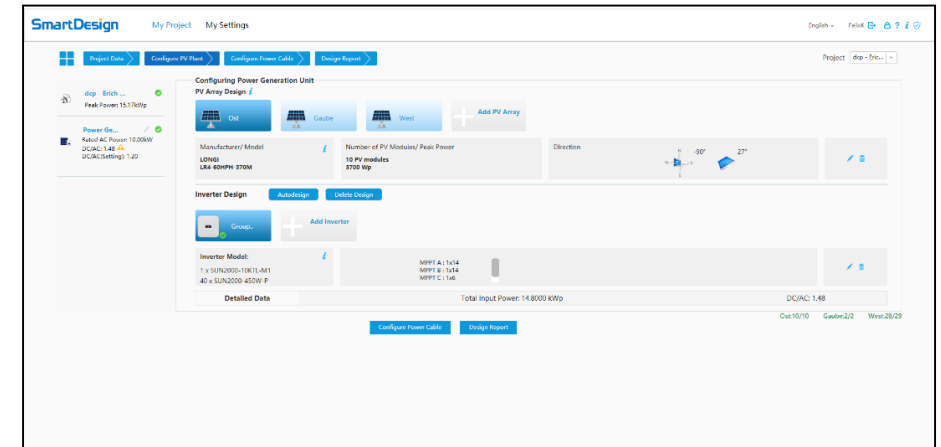 SmartDesign My Project My Settings English FelixK
Project Data Configure PV Plant Configure Power Cable Design Report Project dcp - Eric...
Configuring Power Generation Unit
PV Array Design
dcp - Erich ...
Peak Power: 15.17kWp
Ost Gaube West Add PV Array
Power Ge...
Rated AC Power: 10.00kW
DC/AC: 1.48
DC/AC(Setting): 1.20
Manufacturer/ Model Number of PV Modules/ Peak Power Direction
LONGI 10 PV modules -90° 27°
LR4-60HPH-370M 3700 Wp
Inverter Design Autodesign Delete Design
Group.. Add Inverter
Inverter Model:
1 x SUN2000-10KTL-M1
40 x SUN2000-450W-P
MPPT A : 1x14
MPPT B : 1x14
MPPT C : 1x6
Detailed Data Total Input Power: 14.8000 kWp DC/AC: 1.48
Ost:10/10 Gaube:2/2 West:28/29
Configure Power Cable Design Report